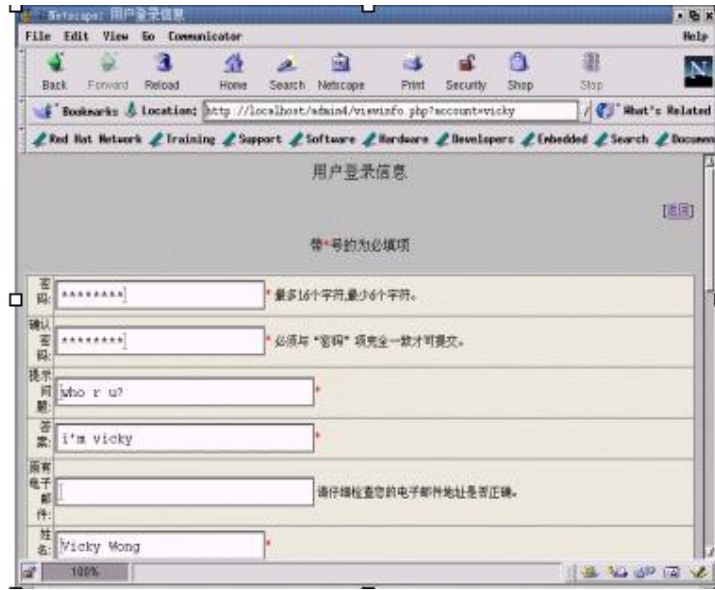 Netscape: 用户登录信息
File Edit View Go Communicator Help
Back Forward Reload Home Search Netscape Print Security Shop Stop
Bookmarks Location: http://localhost/admin4/viewinfo.php?account=vicky What's Related
Red Hat Network Training Support Software Hardware Developers Embedded Search Documen
用户登录信息
[返回]
带*号的为必填项
密码: ******** * 最多16个字符,最少6个字符。
确认密码: ******** * 必须与 "密码" 项完全一致才可提交。
提示问题: who r u? *
答案: i'm vicky *
原有电子邮件: 请仔细检查您的电子邮件地址是否正确。
姓名: Vicky Wong *
100%